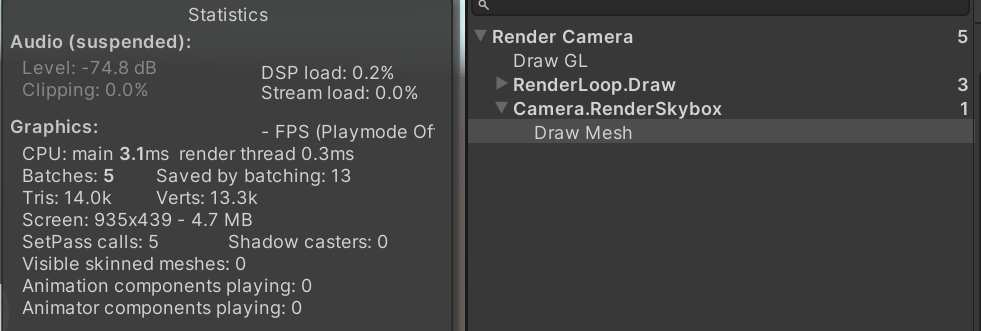 Statistics
Audio (suspended):
Level: -74.8 dB
DSP load: 0.2%
Clipping: 0.0%
Stream load: 0.0%
Graphics:
- FPS (Playmode Of
CPU: main 3.1ms render thread 0.3ms
Batches: 5 Saved by batching: 13
Tris: 14.0k Verts: 13.3k
Screen: 935x439 - 4.7 MB
SetPass calls: 5 Shadow casters: 0
Visible skinned meshes: 0
Animation components playing: 0
Animator components playing: 0
Render Camera 5
Draw GL
RenderLoop.Draw 3
Camera.RenderSkybox 1
Draw Mesh